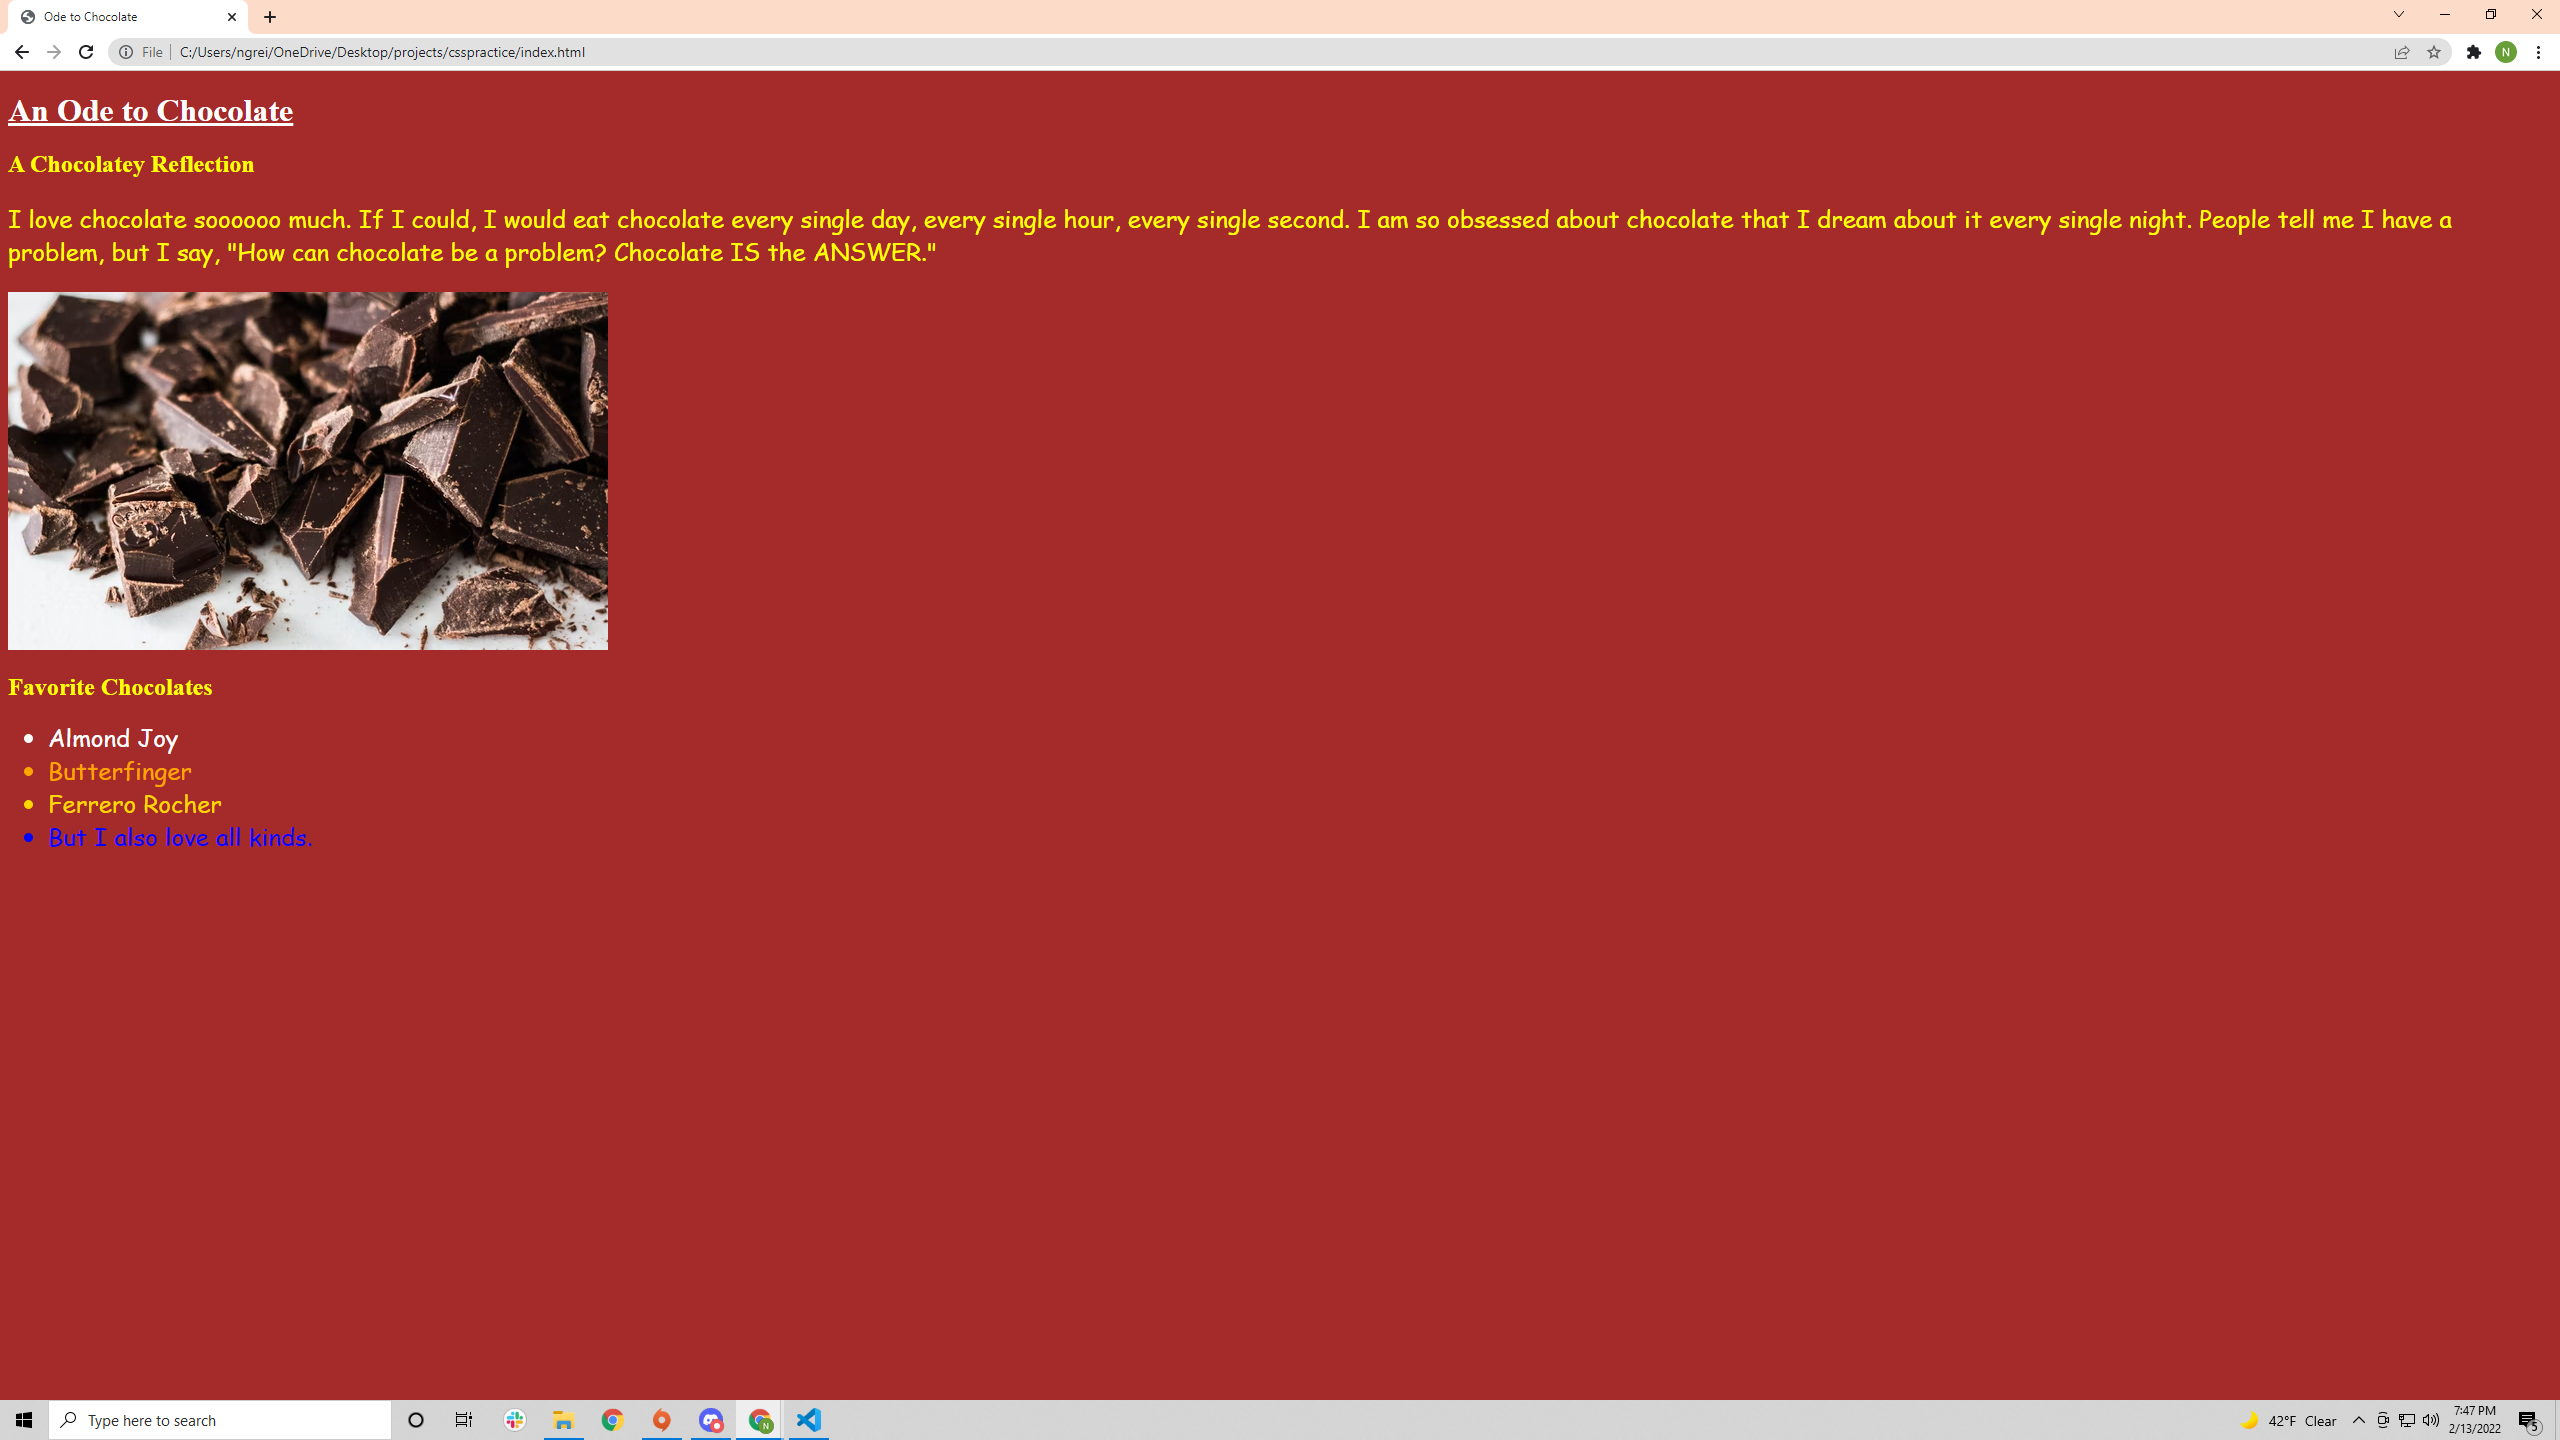 Ode to Chocolate
File
C:/Users/ngrei/OneDrive/Desktop/projects/csspractice/index.html
N
An Ode to Chocolate
A Chocolatey Reflection
I love chocolate soooooo much. If I could, I would eat chocolate every single day, every single hour, every single second. I am so obsessed about chocolate that I dream about it every single night. People tell me I have a
problem, but I say, "How can chocolate be a problem? Chocolate IS the ANSWER."
Favorite Chocolates
Almond Joy
Butterfinger
Ferrero Rocher
But I also love all kinds.
Type here to search
N
42°F Clear
7:47 PM
2/13/2022
5